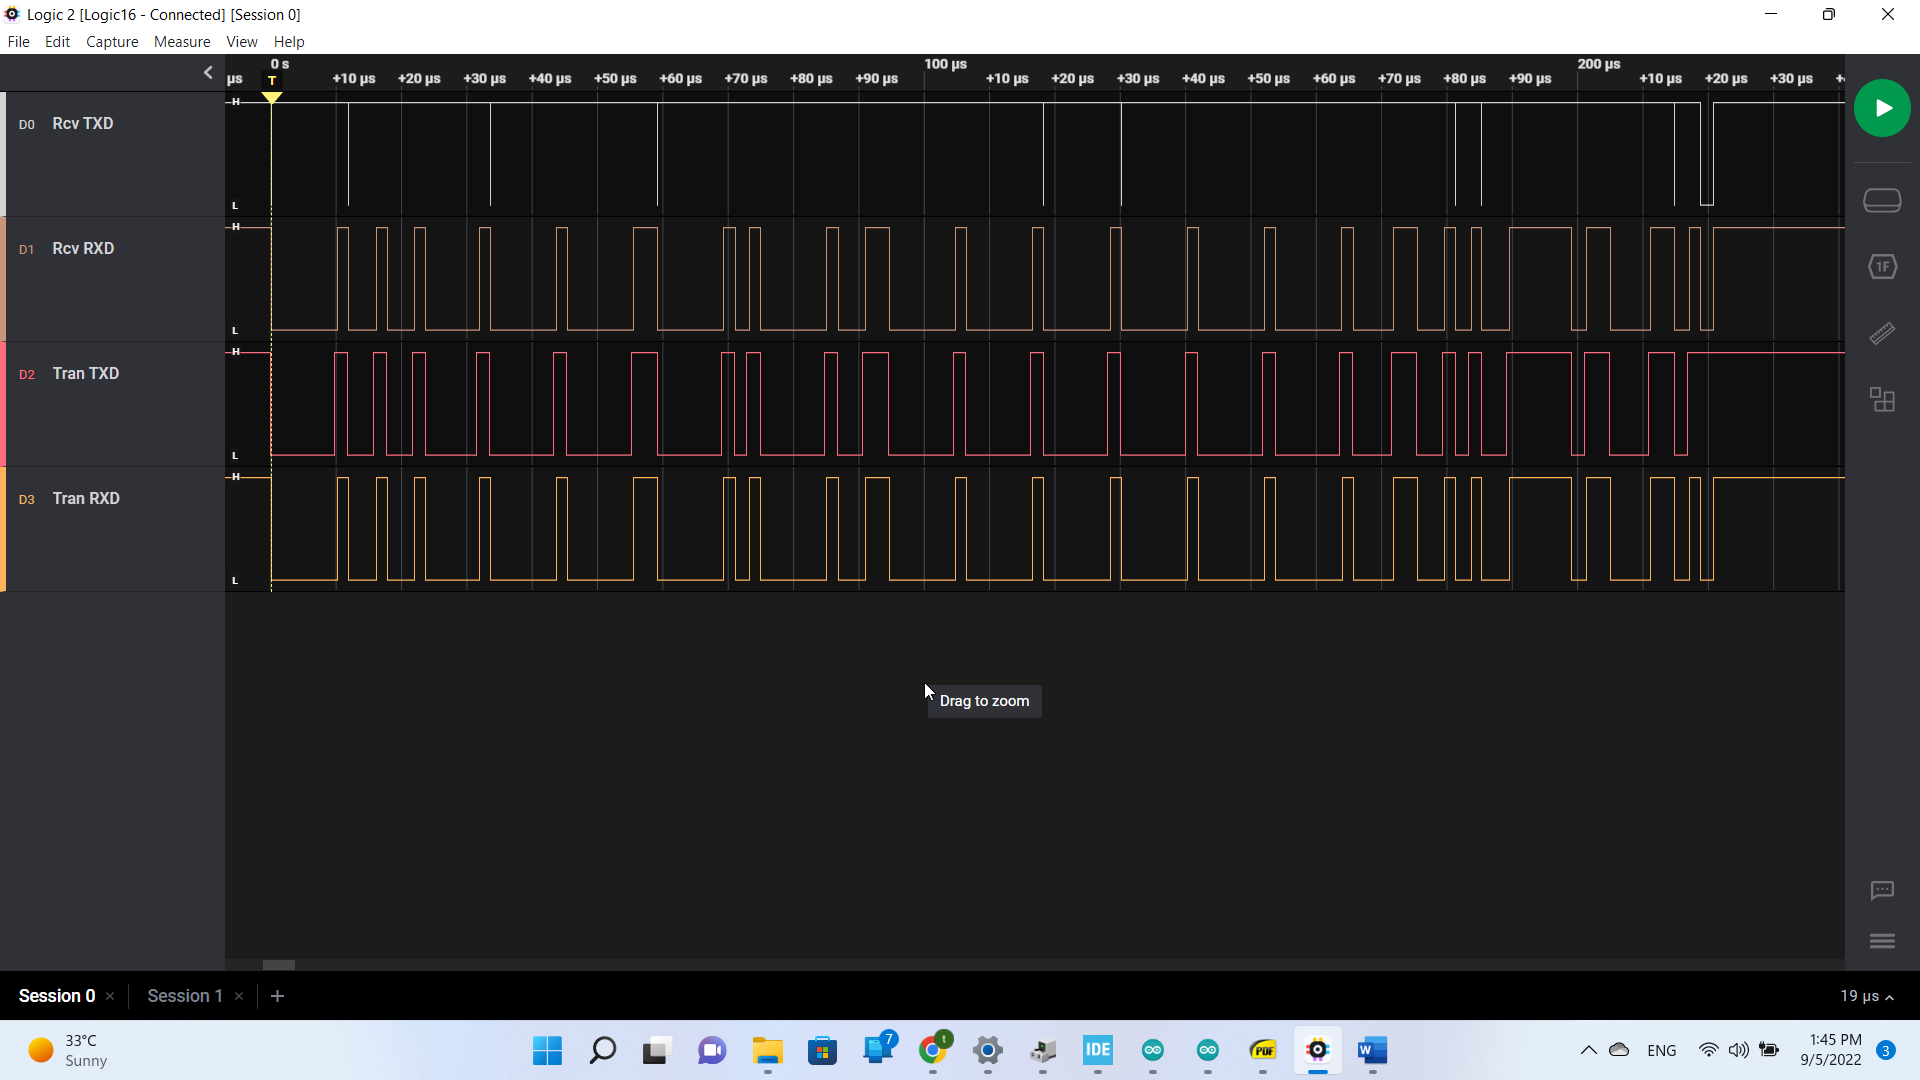 Logic 2 [Logic16 - Connected] [Session 0]
File Edit Capture Measure View Help
0 s 100 µs 200 µs
µs T +10 µs +20 µs +30 µs +40 µs +50 µs +60 µs +70 µs +80 µs +90 µs +10 µs +20 µs +30 µs +40 µs +50 µs +60 µs +70 µs +80 µs +90 µs +10 µs +20 µs +30 µs
H
D0 Rcv TXD
L
H
D1 Rcv RXD
1F
L
H
D2 Tran TXD
L
H
D3 Tran RXD
L
Drag to zoom
Session 0 × Session 1 × +
19 µs
33°C
Sunny
7
t
IDE
PDF
W
ENG
1:45 PM
9/5/2022
3